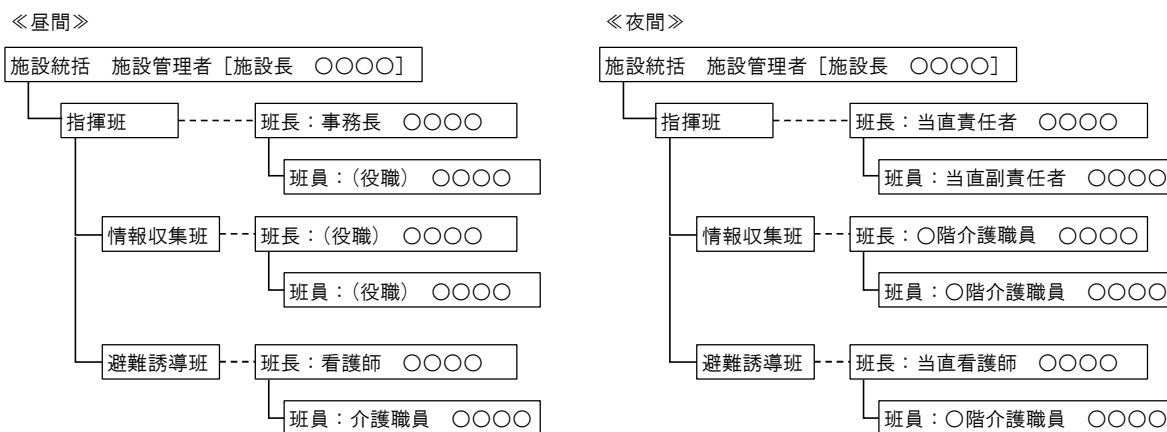 ≪昼間≫
施設統括　施設管理者［施設長　○○○○］
指揮班
班長：事務長　○○○○
班員：（役職）　○○○○
情報収集班
班長：（役職）　○○○○
班員：（役職）　○○○○
避難誘導班
班長：看護師　○○○○
班員：介護職員　○○○○
≪夜間≫
施設統括　施設管理者［施設長　○○○○］
指揮班
班長：当直責任者　○○○○
班員：当直副責任者　○○○○
情報収集班
班長：○階介護職員　○○○○
班員：○階介護職員　○○○○
避難誘導班
班長：当直看護師　○○○○
班員：○階介護職員　○○○○